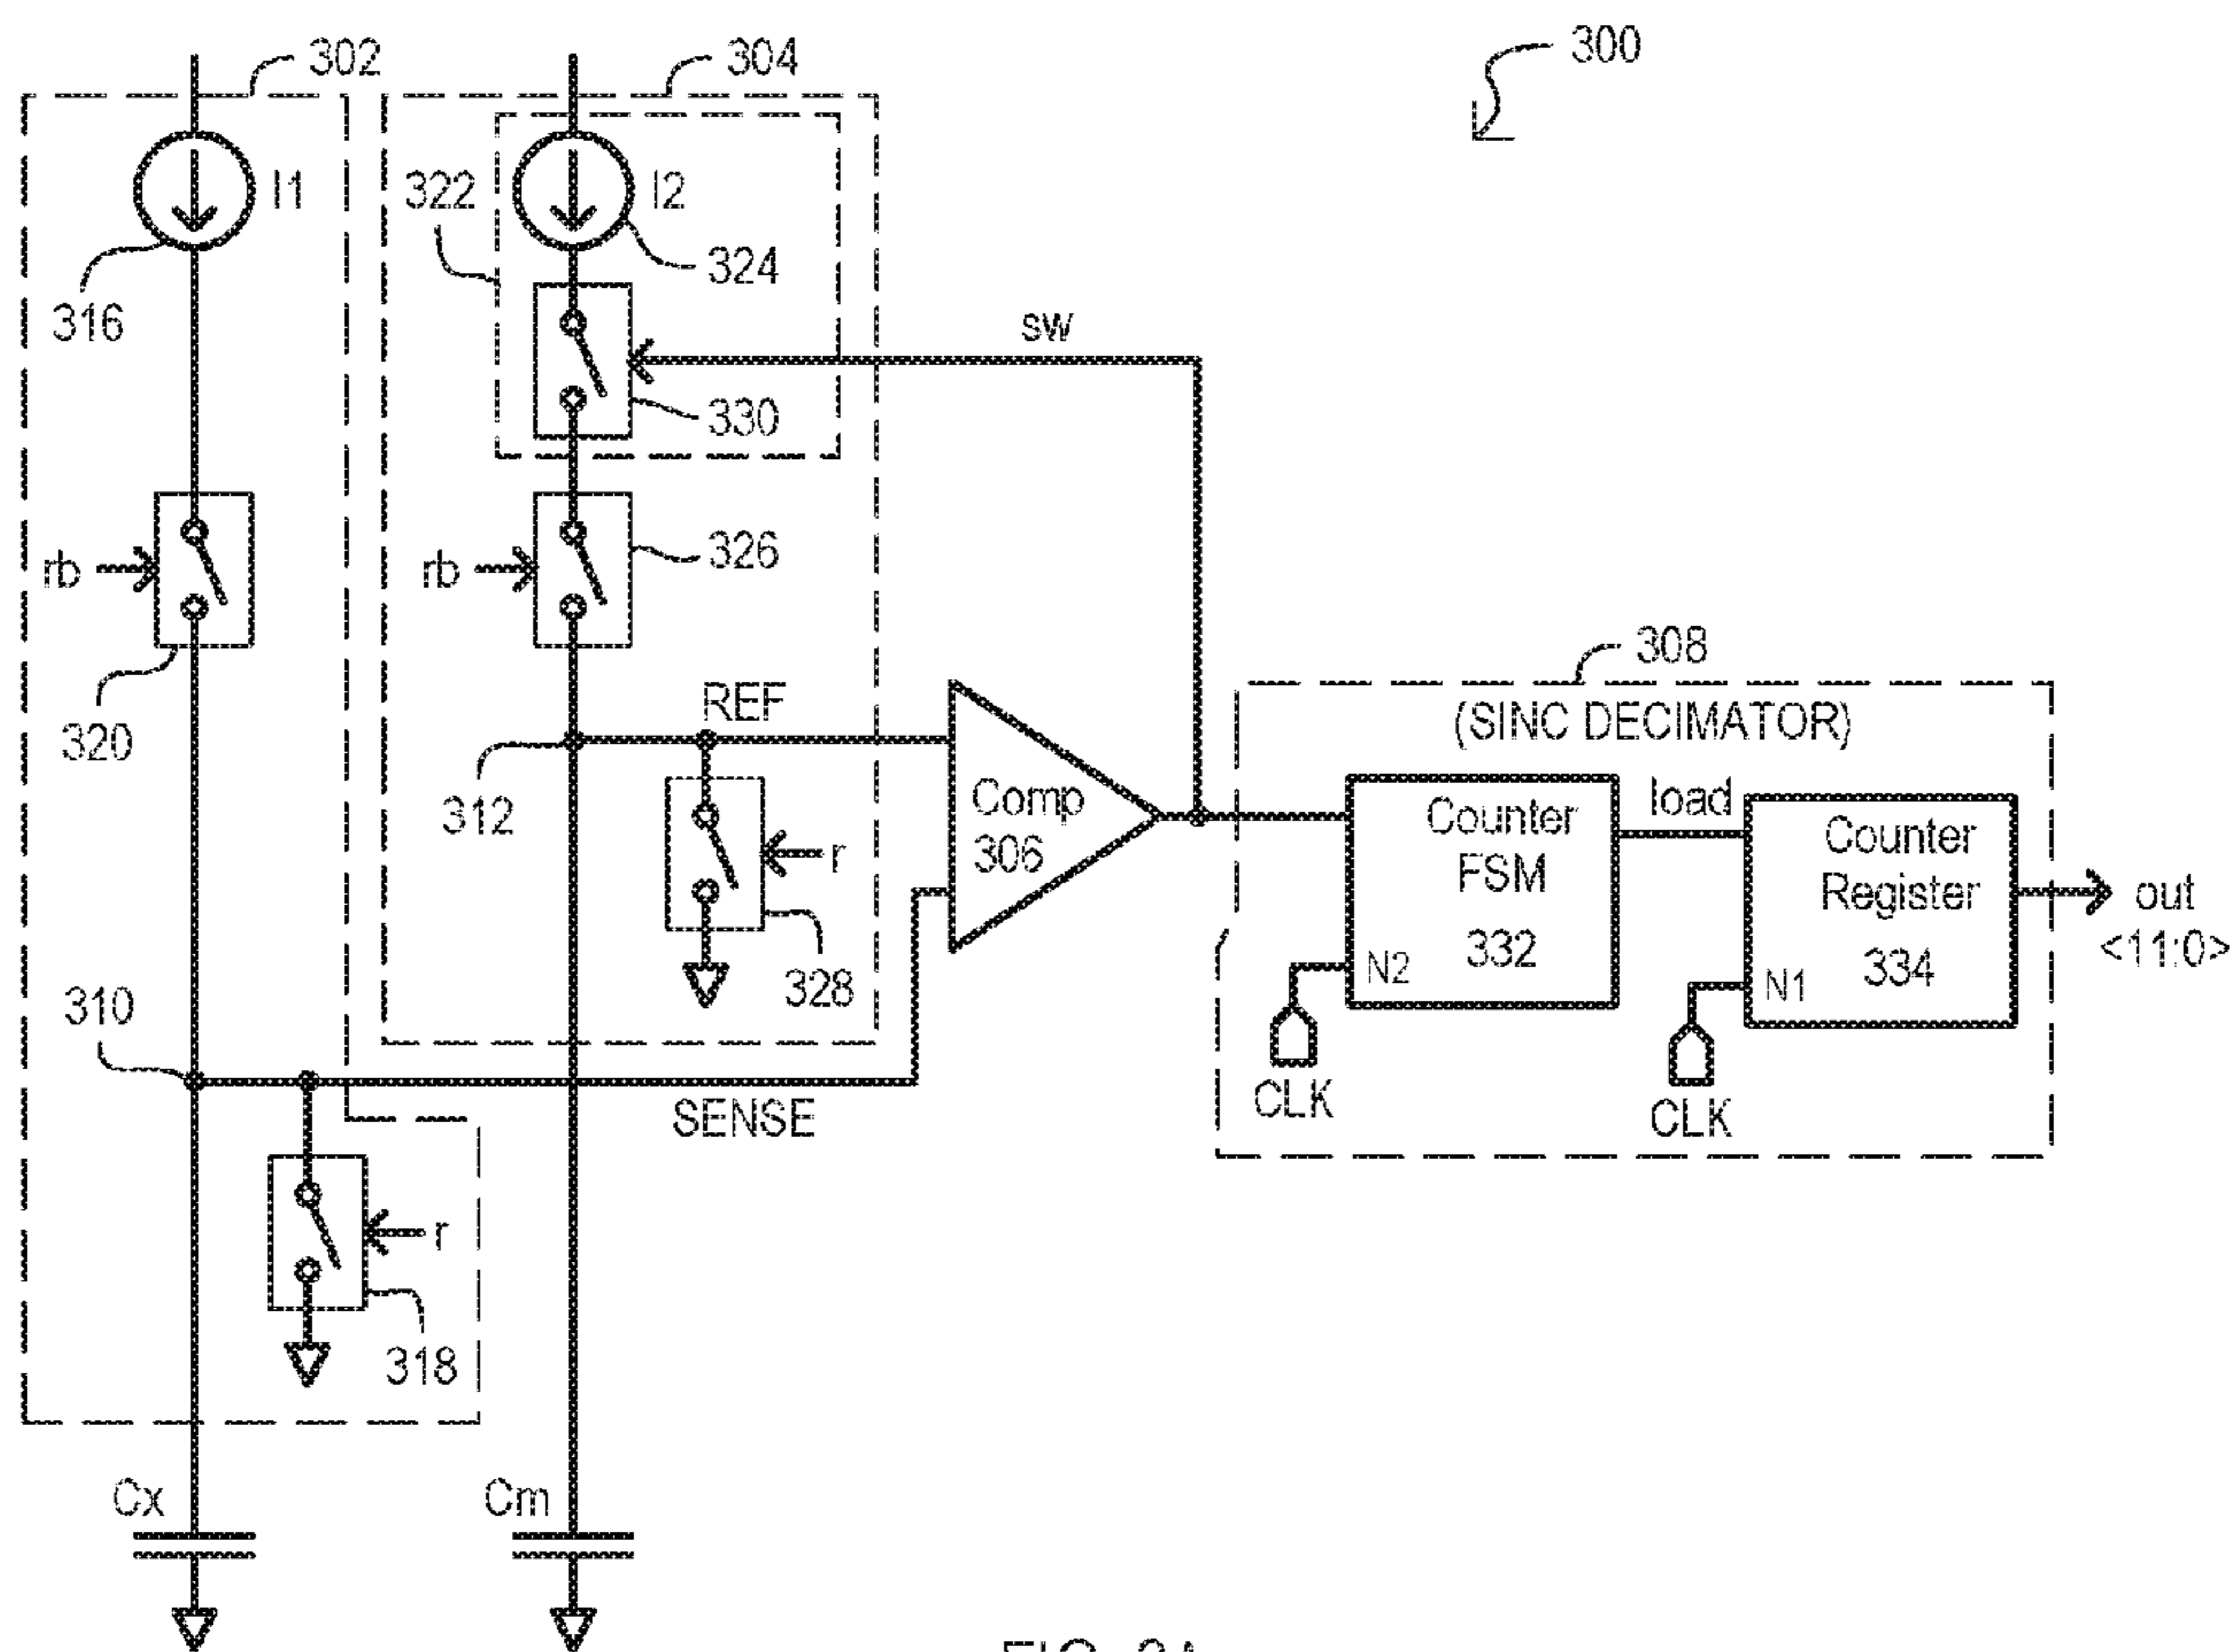 302
304
300
I1
322
I2
324
316
sw
330
rb
rb
326
320
REF
308
(SINC DECIMATOR)
312
Comp
306
Counter
FSM
332
load
Counter
Register
334
r
out
<11:0>
328
N2
N1
310
CLK
CLK
SENSE
r
318
Cx
Cm